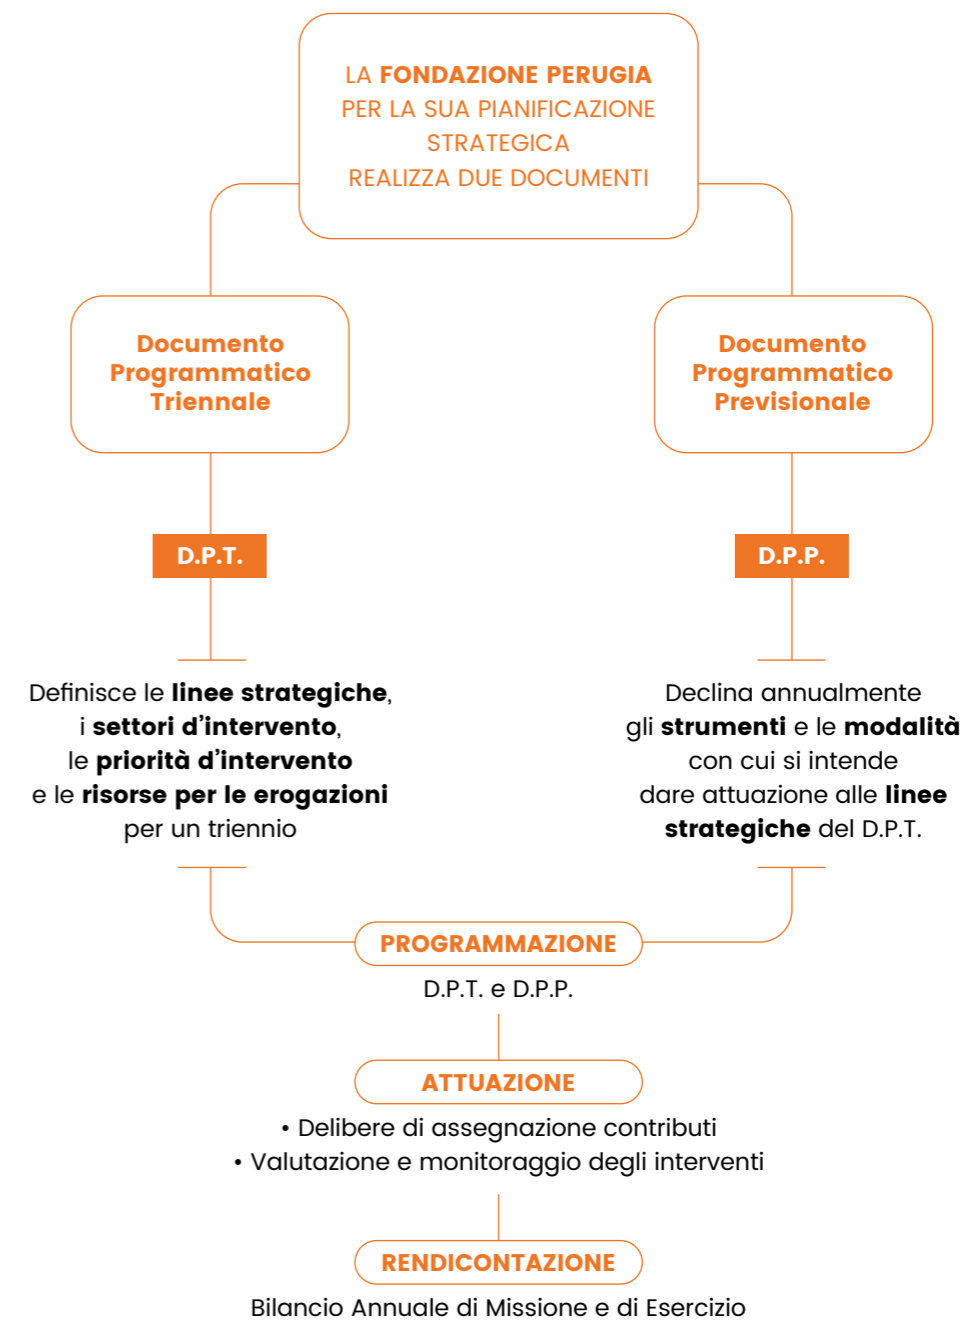 LA FONDAZIONE PERUGIA
PER LA SUA PIANIFICAZIONE
STRATEGICA
REALIZZA DUE DOCUMENTI
Documento
Programmatico
Triennale
D.P.T.
Definisce le linee strategiche,
i settori d’intervento,
le priorità d’intervento
e le risorse per le erogazioni
per un triennio
Documento
Programmatico
Previsionale
D.P.P.
Declina annualmente
gli strumenti e le modalità
con cui si intende
dare attuazione alle linee
strategiche del D.P.T.
PROGRAMMAZIONE
D.P.T. e D.P.P.
ATTUAZIONE
• Delibere di assegnazione contributi
• Valutazione e monitoraggio degli interventi
RENDICONTAZIONE
Bilancio Annuale di Missione e di Esercizio